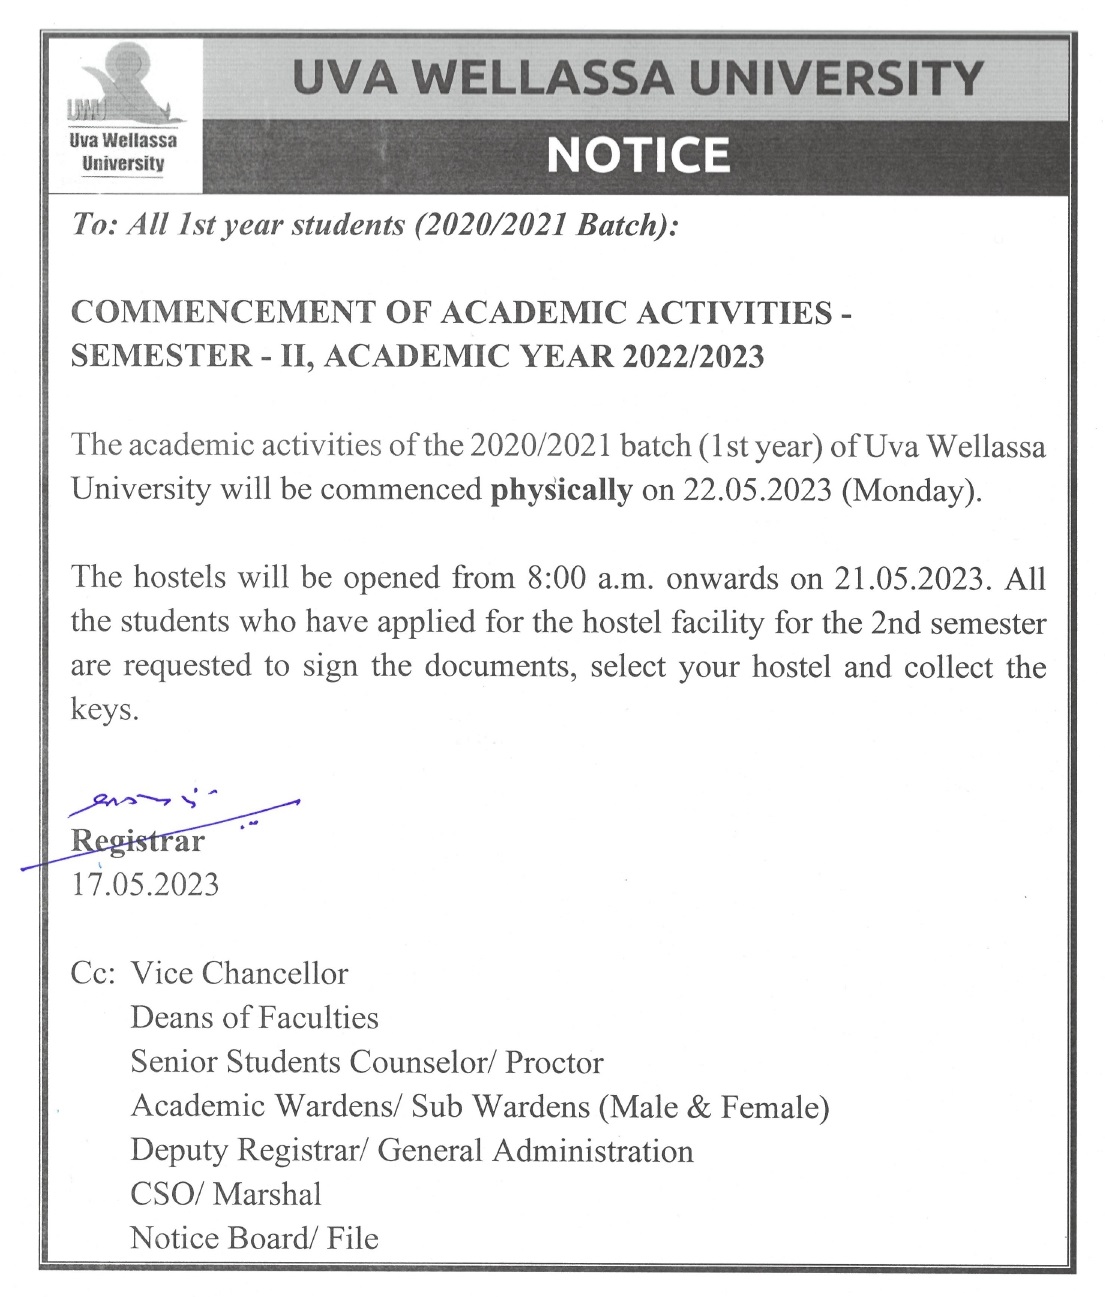 UWU
Uva Wellassa
University
UVA WELLASSA UNIVERSITY
NOTICE
To: All 1st year students (2020/2021 Batch):
COMMENCEMENT OF ACADEMIC ACTIVITIES -
SEMESTER - II, ACADEMIC YEAR 2022/2023
The academic activities of the 2020/2021 batch (1st year) of Uva Wellassa
University will be commenced physically on 22.05.2023 (Monday).
The hostels will be opened from 8:00 a.m. onwards on 21.05.2023. All
the students who have applied for the hostel facility for the 2nd semester
are requested to sign the documents, select your hostel and collect the
keys.
Registrar
17.05.2023
Cc: Vice Chancellor
Deans of Faculties
Senior Students Counselor/ Proctor
Academic Wardens/ Sub Wardens (Male & Female)
Deputy Registrar/ General Administration
CSO/ Marshal
Notice Board/ File